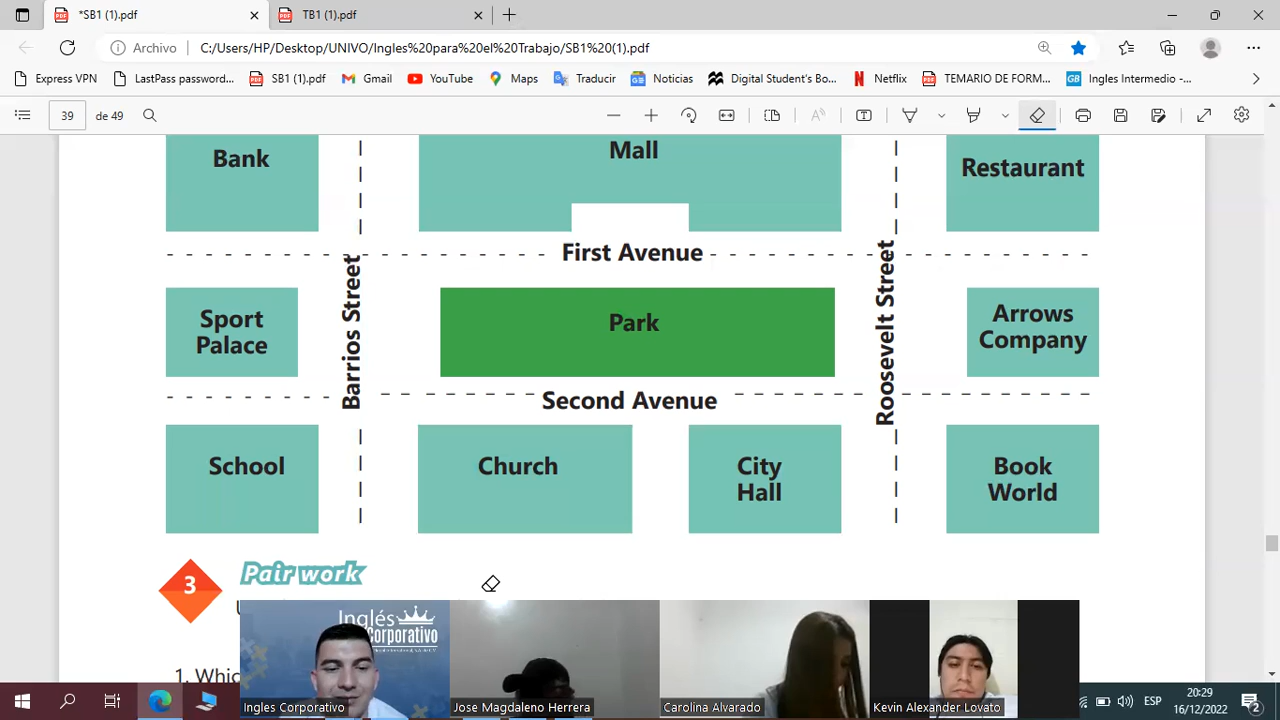 *SB1 (1).pdf
TB1 (1).pdf
Archivo
C:/Users/HP/Desktop/UNIVO/Ingles%20para%20el%20Trabajo/SB1%20(1).pdf
Express VPN
LastPass password...
SB1 (1).pdf
Gmail
YouTube
Maps
Traducir
Noticias
Digital Student's Bo...
Netflix
TEMARIO DE FORM...
Ingles Intermedio -...
39
de 49
Bank
Mall
Restaurant
First Avenue
Sport
Palace
Barrios Street
Park
Roosevelt Street
Arrows
Company
Second Avenue
School
Church
City
Hall
Book
World
3
Pair work
Inglés
Corporativo
1. Whic
Ingles Corporativo
Jose Magdaleno Herrera
Carolina Alvarado
Kevin Alexander Lovato
ESP
20:29
16/12/2022
2